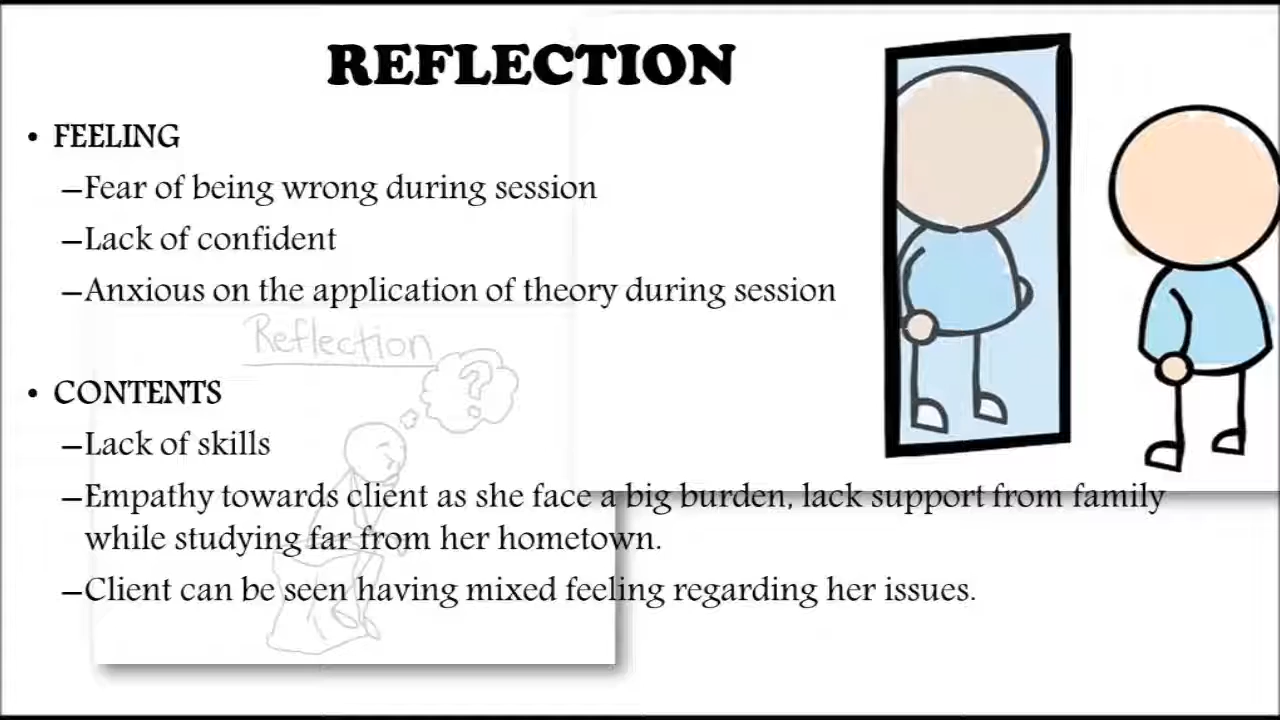 REFLECTION
• FEELING
–Fear of being wrong during session
–Lack of confident
–Anxious on the application of theory during session
Reflection
?
• CONTENTS
–Lack of skills
–Empathy towards client as she face a big burden, lack support from family
while studying far from her hometown.
–Client can be seen having mixed feeling regarding her issues.